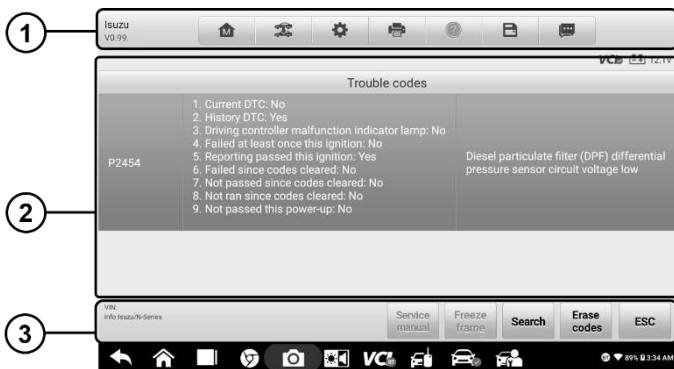 1
Isuzu
V0.99
M
VCI 12.1V
Trouble codes
P2454
1. Current DTC: No
2. History DTC: Yes
3. Driving controller malfunction indicator lamp: No
4. Failed at least once this ignition: No
5. Reporting passed this ignition: Yes
6. Failed since codes cleared: No
7. Not passed since codes cleared: No
8. Not ran since codes cleared: No
9. Not passed this power-up: No
Diesel particulate filter (DPF) differential
pressure sensor circuit voltage low
2
3
VIN:
Info Isuzu/N-Series
Service
manual
Freeze
frame
Search
Erase
codes
ESC
VCI 89% 3:34 AM